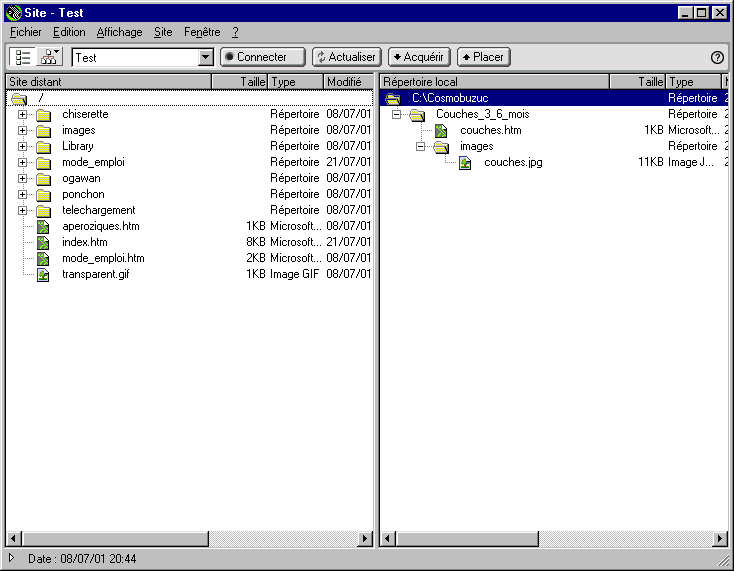 Site - Test
Fichier Edition Affichage Site Fenêtre ?
Test Connecter Actualiser Acquérir Placer ?
Site distant Taille Type Modifié
/
chiserette Répertoire 08/07/01
images Répertoire 08/07/01
Library Répertoire 08/07/01
mode_emploi Répertoire 21/07/01
ogawan Répertoire 08/07/01
ponchon Répertoire 08/07/01
telechargement Répertoire 08/07/01
aperoziques.htm 1KB Microsoft... 08/07/01
index.htm 8KB Microsoft... 21/07/01
mode_emploi.htm 2KB Microsoft... 08/07/01
transparent.gif 1KB Image GIF 08/07/01
Répertoire local Taille Type
C:\Cosmobuzuc Répertoire 2
Couches_3_6_mois Répertoire 2
couches.htm 1KB Microsoft... 2
images Répertoire 2
couches.jpg 11KB Image J... 2
Date : 08/07/01 20:44